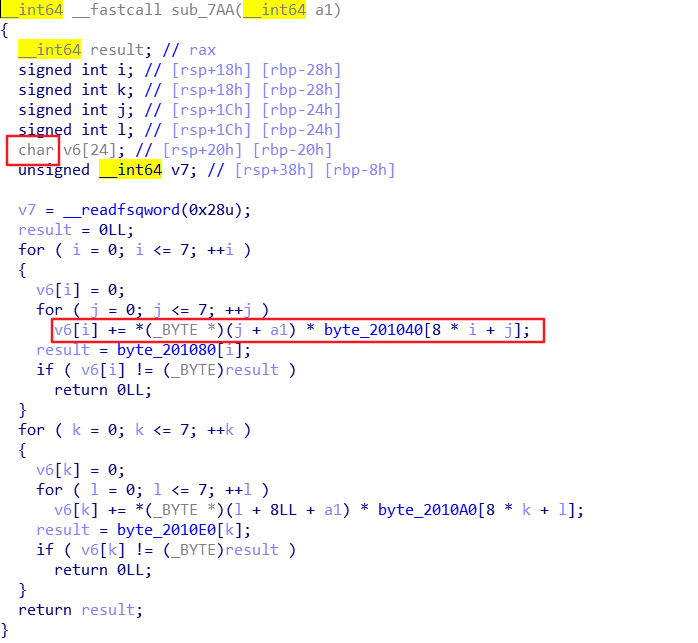 __int64 __fastcall sub_7AA(__int64 a1)
{
  __int64 result; // rax
  signed int i; // [rsp+18h] [rbp-28h]
  signed int k; // [rsp+18h] [rbp-28h]
  signed int j; // [rsp+1Ch] [rbp-24h]
  signed int l; // [rsp+1Ch] [rbp-24h]
  char v6[24]; // [rsp+20h] [rbp-20h]
  unsigned __int64 v7; // [rsp+38h] [rbp-8h]

  v7 = __readfsqword(0x28u);
  result = 0LL;
  for ( i = 0; i <= 7; ++i )
  {
    v6[i] = 0;
    for ( j = 0; j <= 7; ++j )
      v6[i] += *(_BYTE *)(j + a1) * byte_201040[8 * i + j];
    result = byte_201080[i];
    if ( v6[i] != (_BYTE)result )
      return 0LL;
  }
  for ( k = 0; k <= 7; ++k )
  {
    v6[k] = 0;
    for ( l = 0; l <= 7; ++l )
      v6[k] += *(_BYTE *)(l + 8LL + a1) * byte_2010A0[8 * k + l];
    result = byte_2010E0[k];
    if ( v6[k] != (_BYTE)result )
      return 0LL;
  }
  return result;
}